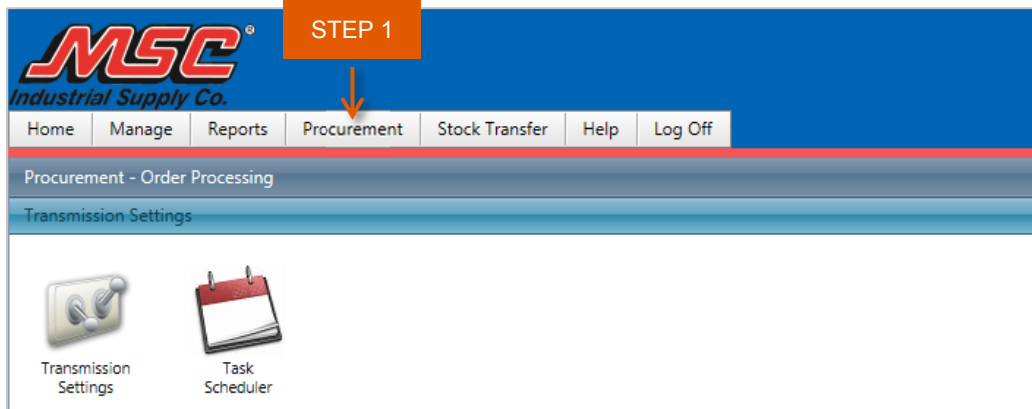 STEP 1
MSC®
Industrial Supply Co.
Home Manage Reports Procurement Stock Transfer Help Log Off
Procurement - Order Processing
Transmission Settings
Transmission
Settings
Task
Scheduler